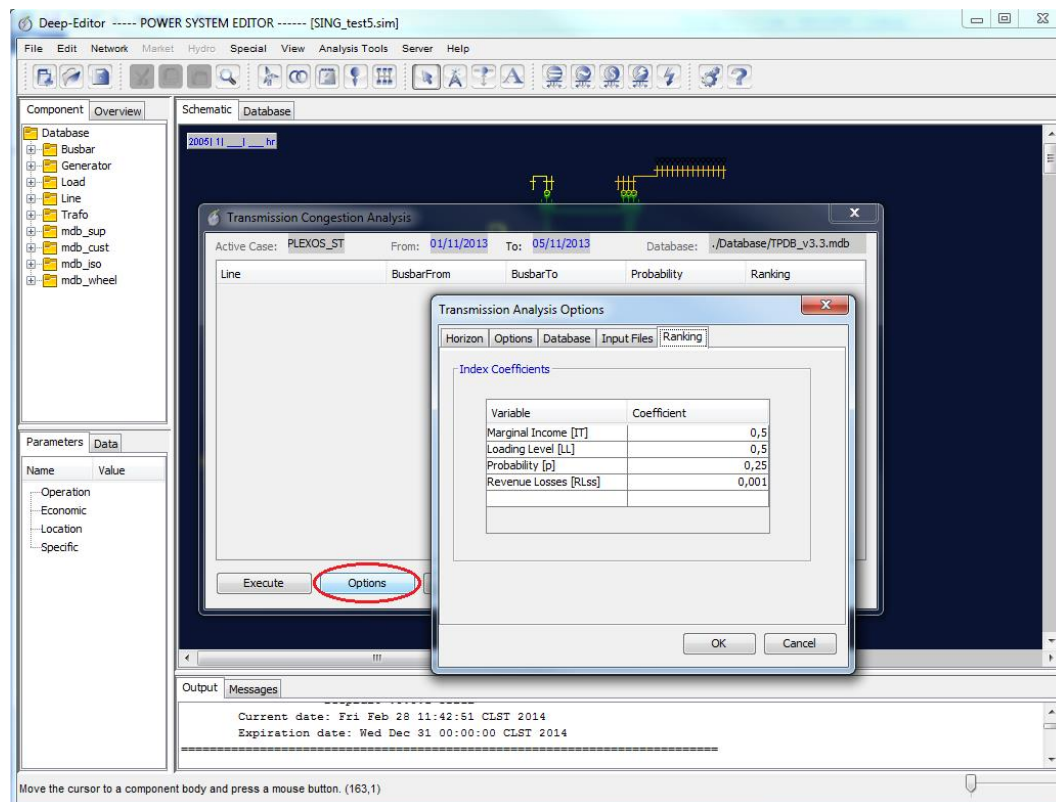 Deep-Editor ----- POWER SYSTEM EDITOR ------ [SING_test5.sim]
File Edit Network Market Hydro Special View Analysis Tools Server Help
Component Overview
Schematic Database
Database
Busbar
Generator
Load
Line
Trafo
mdb_sup
mdb_cust
mdb_iso
mdb_wheel
2005| 1| ___| ___ hr
Transmission Congestion Analysis
Active Case: PLEXOS_ST From: 01/11/2013 To: 05/11/2013 Database: ./Database/TPDB_v3.3.mdb
Line BusbarFrom BusbarTo Probability Ranking
Execute Options
Transmission Analysis Options
Horizon Options Database Input Files Ranking
Index Coefficients
Variable Coefficient
Marginal Income [IT] 0,5
Loading Level [LL] 0,5
Probability [p] 0,25
Revenue Losses [RLss] 0,001
OK Cancel
Parameters Data
Name Value
Operation
Economic
Location
Specific
Output Messages
Current date: Fri Feb 28 11:42:51 CLST 2014
Expiration date: Wed Dec 31 00:00:00 CLST 2014
Move the cursor to a component body and press a mouse button. (163,1)